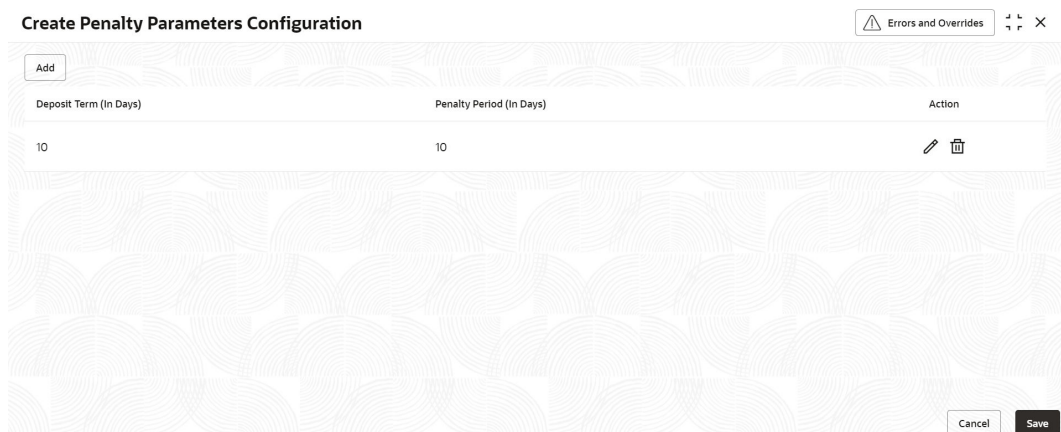 Create Penalty Parameters Configuration
Errors and Overrides
Add
Deposit Term (In Days) Penalty Period (In Days) Action
10 10
Cancel Save